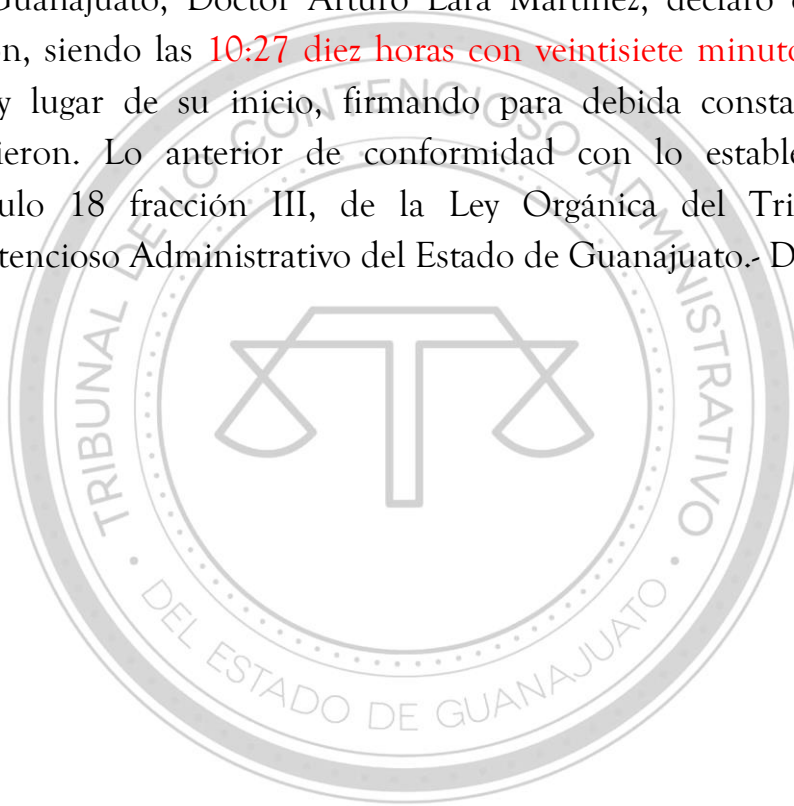 Guanajuato, Doctor Arturo Lara Martínez, declaró
n, siendo las 10:27 diez horas con veintisiete minuto
y lugar de su inicio, firmando para debida consta
ieron. Lo anterior de conformidad con lo estable
ulo 18 fracción III, de la Ley Orgánica del Tri
tencioso Administrativo del Estado de Guanajuato.- D
TRIBUNAL DE LO CONTENCIOSO ADMINISTRATIVO
DEL ESTADO DE GUANAJUATO